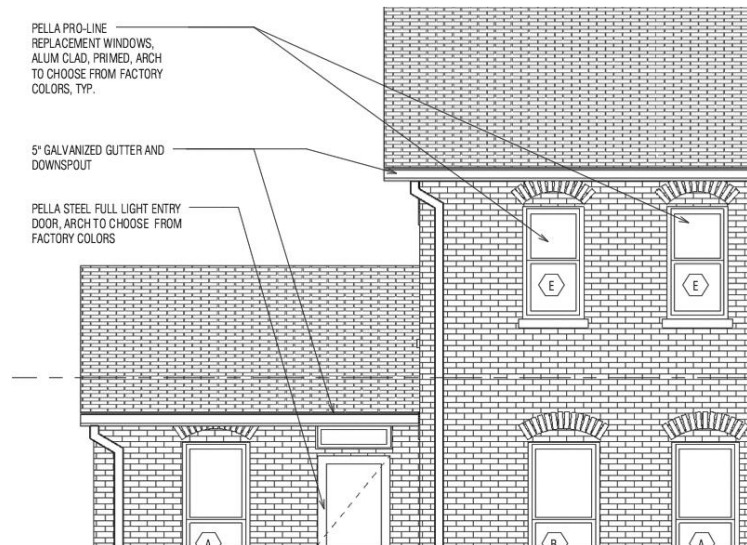 PELLA PRO-LINE
REPLACEMENT WINDOWS,
ALUM CLAD, PRIMED, ARCH
TO CHOOSE FROM FACTORY
COLORS, TYP.
5" GALVANIZED GUTTER AND
DOWNSPOUT
PELLA STEEL FULL LIGHT ENTRY
DOOR, ARCH TO CHOOSE FROM
FACTORY COLORS
E
E
A
B
A